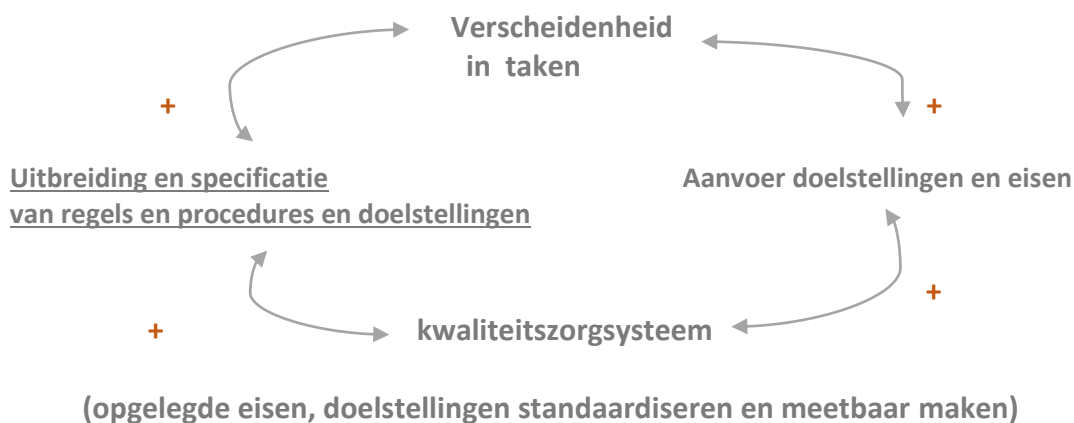 Verscheidenheid
in taken
+
+
Uitbreiding en specificatie
van regels en procedures en doelstellingen
Aanvoer doelstellingen en eisen
+
+
kwaliteitszorgsysteem
(opgelegde eisen, doelstellingen standaardiseren en meetbaar maken)